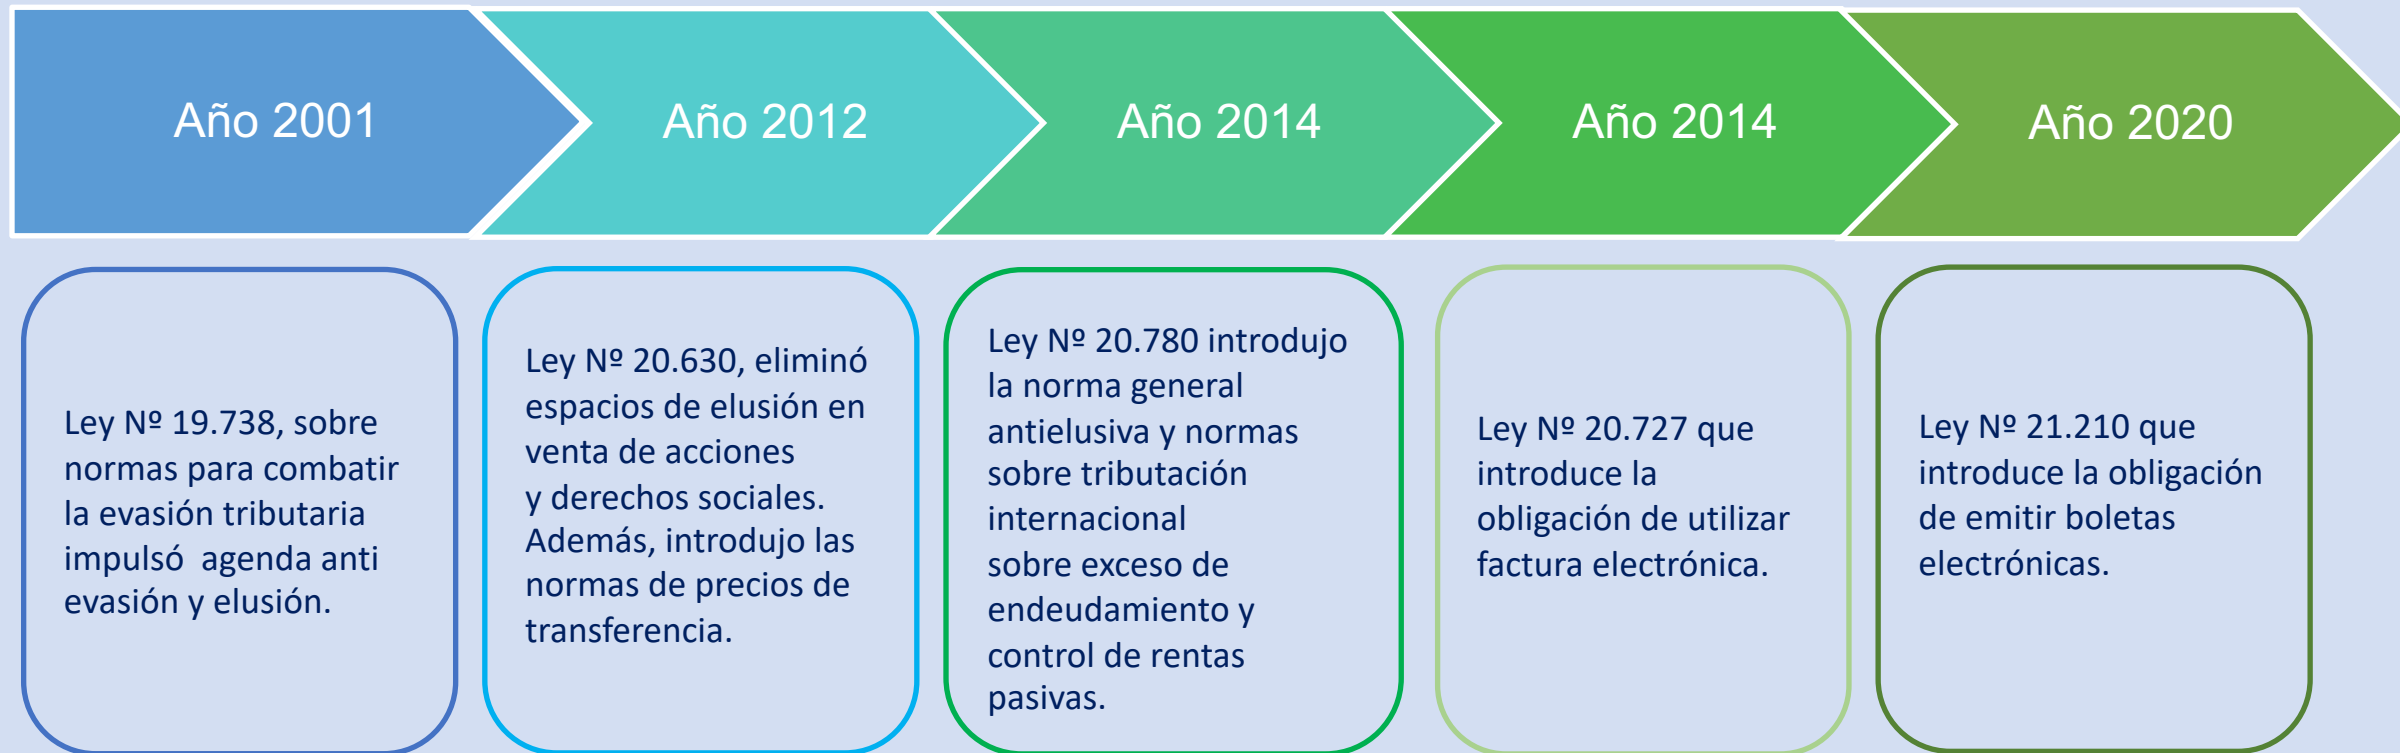 Año 2001
Año 2012
Año 2014
Año 2014
Año 2020
Ley Nº 19.738, sobre
normas para combatir
la evasión tributaria
impulsó  agenda anti
evasión y elusión.
Ley Nº 20.630, eliminó
espacios de elusión en
venta de acciones
y derechos sociales.
Además, introdujo las
normas de precios de
transferencia.
Ley Nº 20.780 introdujo
la norma general
antielusiva y normas
sobre tributación
internacional
sobre exceso de
endeudamiento y
control de rentas
pasivas.
Ley Nº 20.727 que
introduce la
obligación de utilizar
factura electrónica.
Ley Nº 21.210 que
introduce la obligación
de emitir boletas
electrónicas.